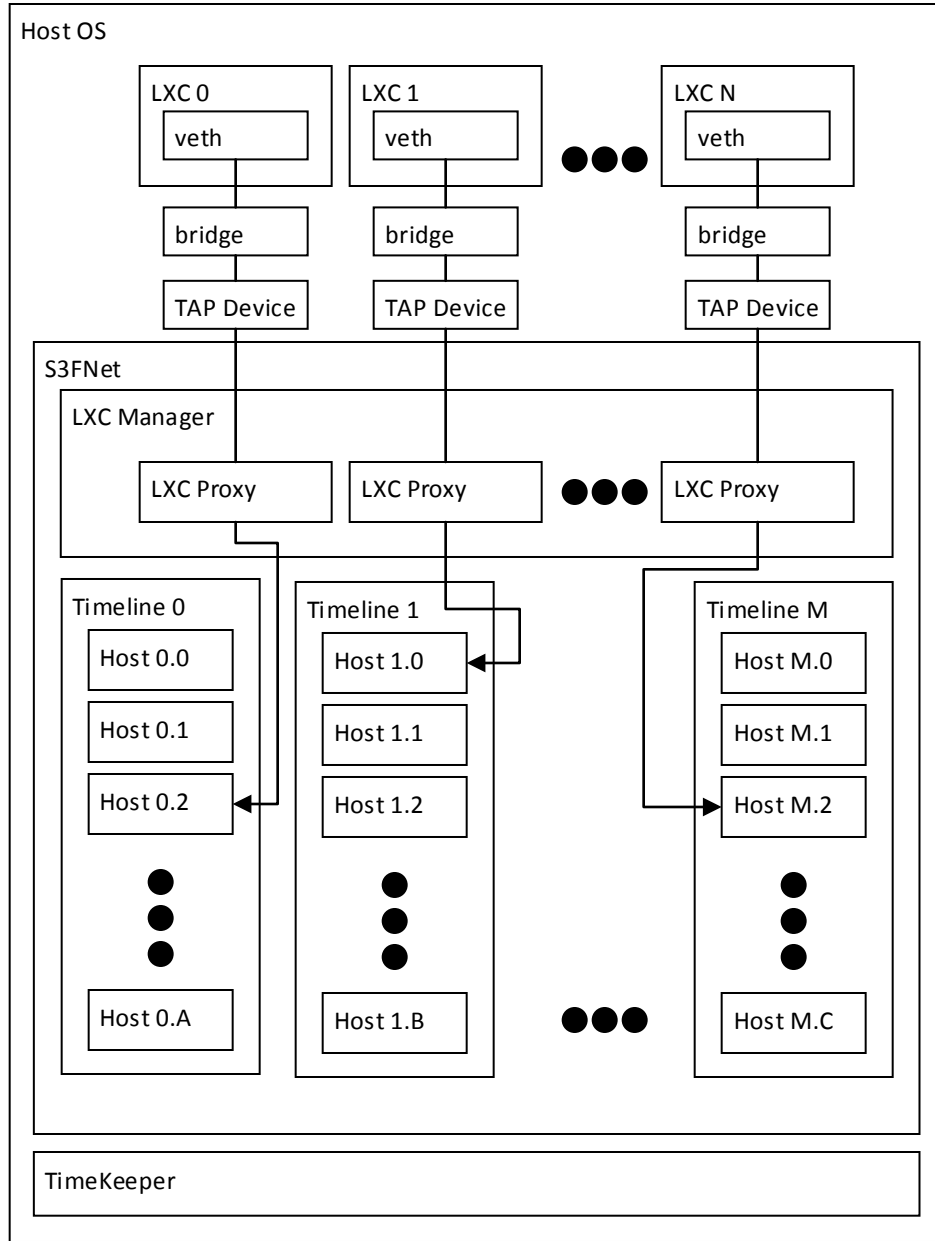 Host OS
LXC 0
LXC 1
LXC N
veth
veth
veth
bridge
bridge
bridge
TAP Device
TAP Device
TAP Device
S3FNet
LXC Manager
LXC Proxy
LXC Proxy
LXC Proxy
Timeline 0
Timeline 1
Timeline M
Host 0.0
Host 1.0
Host M.0
Host 0.1
Host 1.1
Host M.1
Host 0.2
Host 1.2
Host M.2
Host 0.A
Host 1.B
Host M.C
TimeKeeper